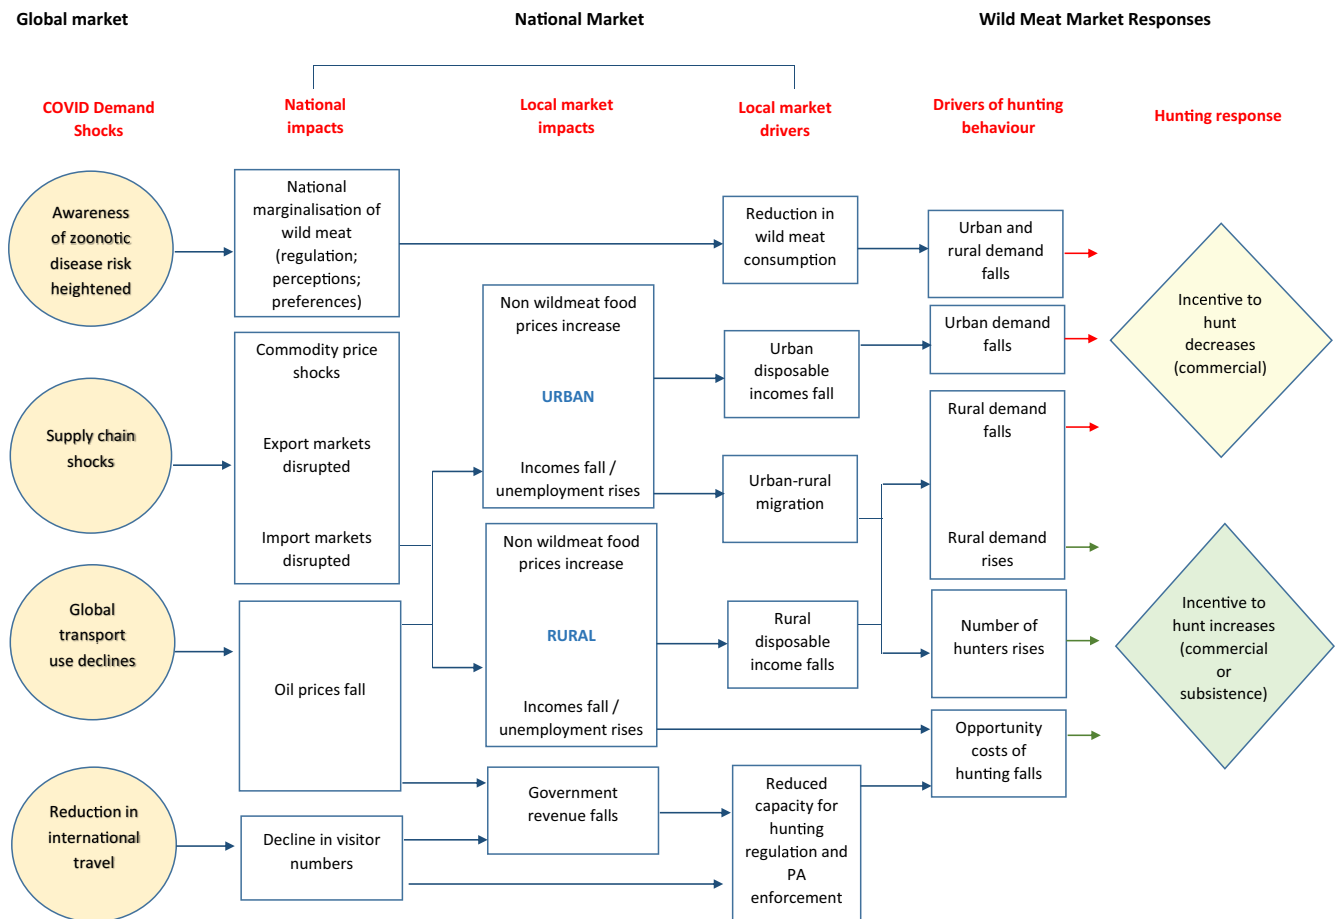 Global market
National Market
Wild Meat Market Responses
COVID Demand
Shocks
National
impacts
Local market
impacts
Local market
drivers
Drivers of hunting
behaviour
Hunting response
Awareness
of zoonotic
disease risk
heightened
National
marginalisation of
wild meat
(regulation;
perceptions;
preferences)
Reduction in
wild meat
consumption
Urban and
rural demand
falls
Incentive to
hunt
decreases
(commercial)
Supply chain
shocks
Commodity price
shocks
Export markets
disrupted
Import markets
disrupted
Non wildmeat food
prices increase
URBAN
Incomes fall /
unemployment rises
Urban
disposable
incomes fall
Urban demand
falls
Urban-rural
migration
Rural demand
falls
Rural demand
rises
Global
transport
use declines
Oil prices fall
Non wildmeat food
prices increase
RURAL
Incomes fall /
unemployment rises
Rural
disposable
income falls
Number of
hunters rises
Incentive to
hunt increases
(commercial
or
subsistence)
Opportunity
costs of
hunting falls
Reduction in
international
travel
Decline in visitor
numbers
Government
revenue falls
Reduced
capacity for
hunting
regulation and
PA
enforcement